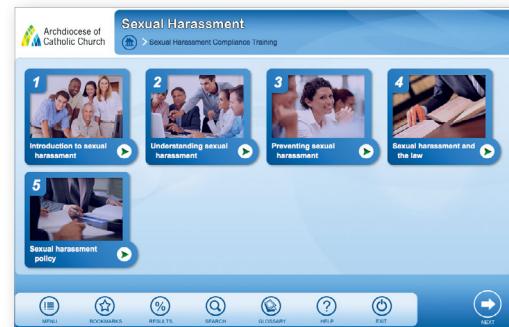 Archdiocese of
Catholic Church
Sexual Harassment
> Sexual Harassment Compliance Training
1
Introduction to sexual
harassment
2
Understanding sexual
harassment
3
Preventing sexual
harassment
4
Sexual harassment and
the law
5
Sexual harassment
policy
MENU
BOOKMARKS
%
RESULTS
SEARCH
GLOSSARY
?
HELP
EXIT
NEXT